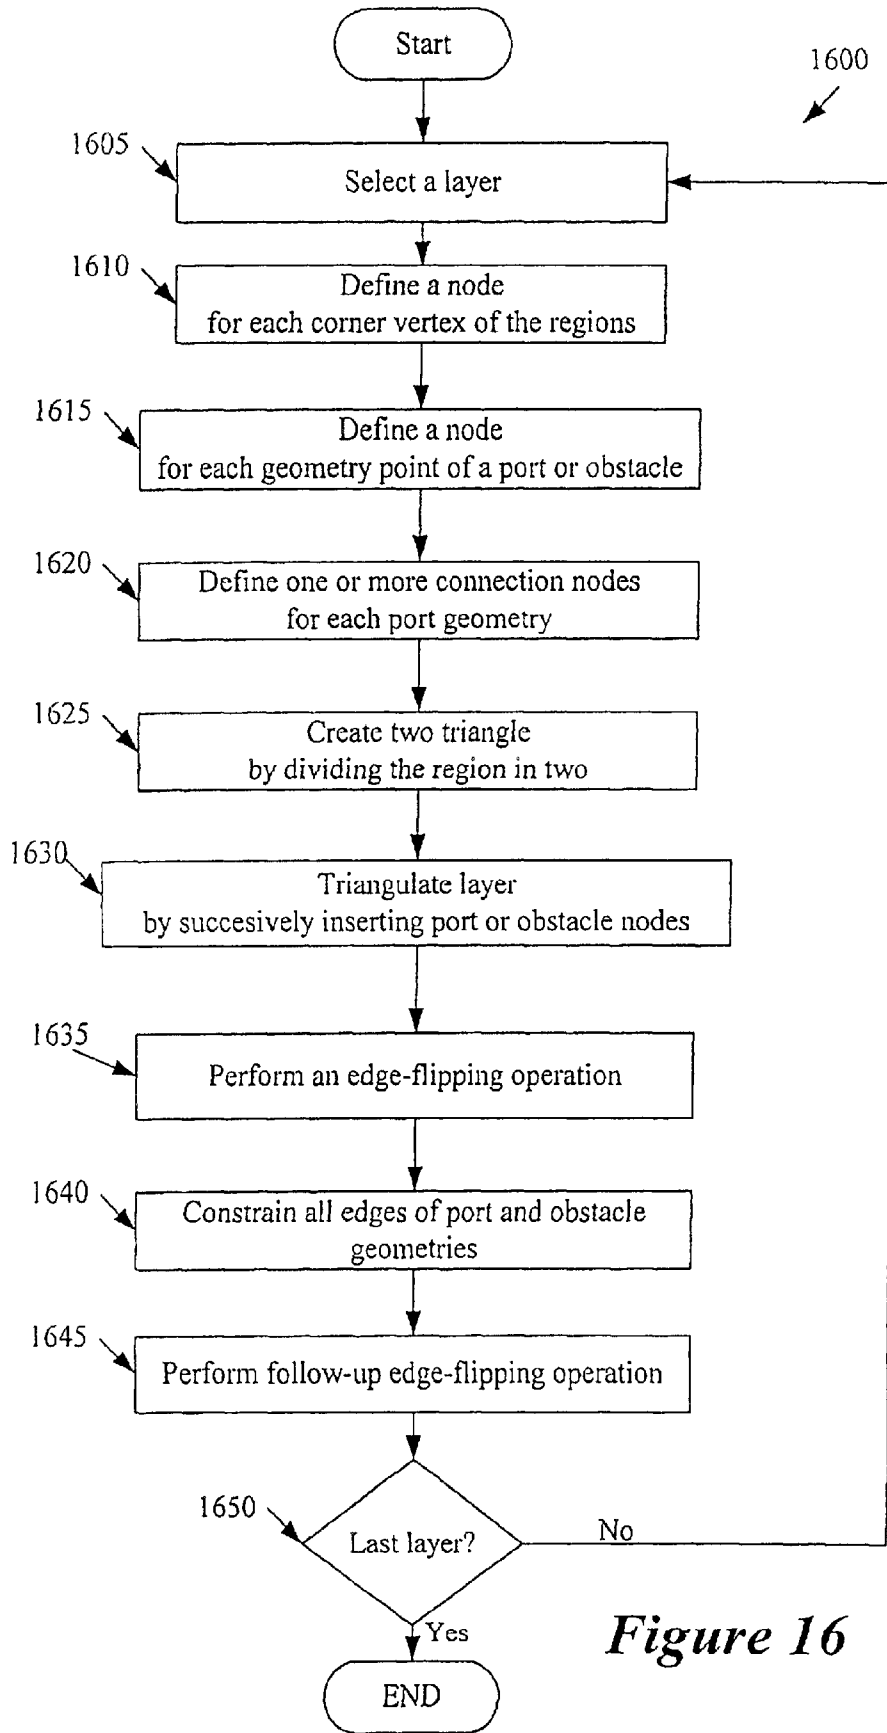 Start
1600
1605
Select a layer
1610
Define a node
for each corner vertex of the regions
1615
Define a node
for each geometry point of a port or obstacle
1620
Define one or more connection nodes
for each port geometry
1625
Create two triangle
by dividing the region in two
1630
Triangulate layer
by succesively inserting port or obstacle nodes
1635
Perform an edge-flipping operation
1640
Constrain all edges of port and obstacle
geometries
1645
Perform follow-up edge-flipping operation
1650
Last layer?
No
Yes
END
Figure 16